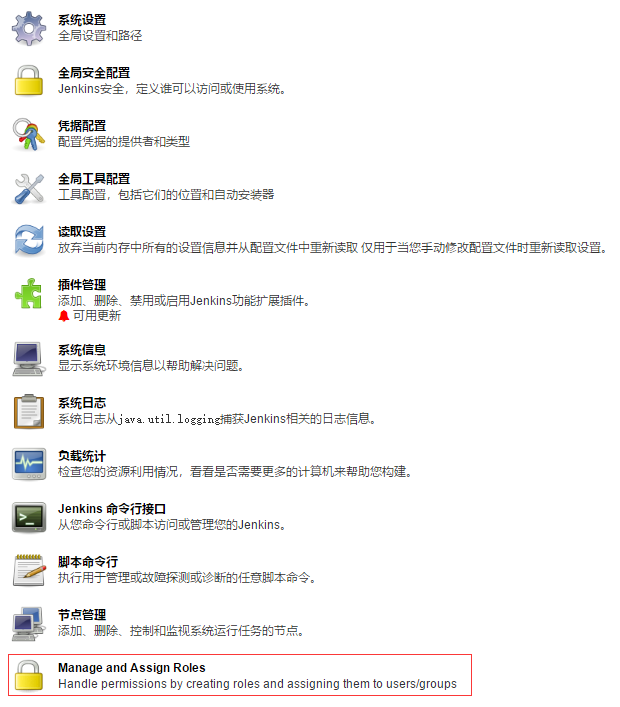 系统设置
全局设置和路径
全局安全配置
Jenkins安全，定义谁可以访问或使用系统。
凭据配置
配置凭据的提供者和类型
全局工具配置
工具配置，包括它们的位置和自动安装器
读取设置
放弃当前内存中所有的设置信息并从配置文件中重新读取 仅用于当您手动修改配置文件时重新读取设置。
插件管理
添加、删除、禁用或启用Jenkins功能扩展插件。
可用更新
系统信息
显示系统环境信息以帮助解决问题。
系统日志
系统日志从java.util.logging捕获Jenkins相关的日志信息。
负载统计
检查您的资源利用情况，看看是否需要更多的计算机来帮助您构建。
Jenkins 命令行接口
从您命令行或脚本访问或管理您的Jenkins。
脚本命令行
执行用于管理或故障探测或诊断的任意脚本命令。
节点管理
添加、删除、控制和监视系统运行任务的节点。
Manage and Assign Roles
Handle permissions by creating roles and assigning them to users/groups